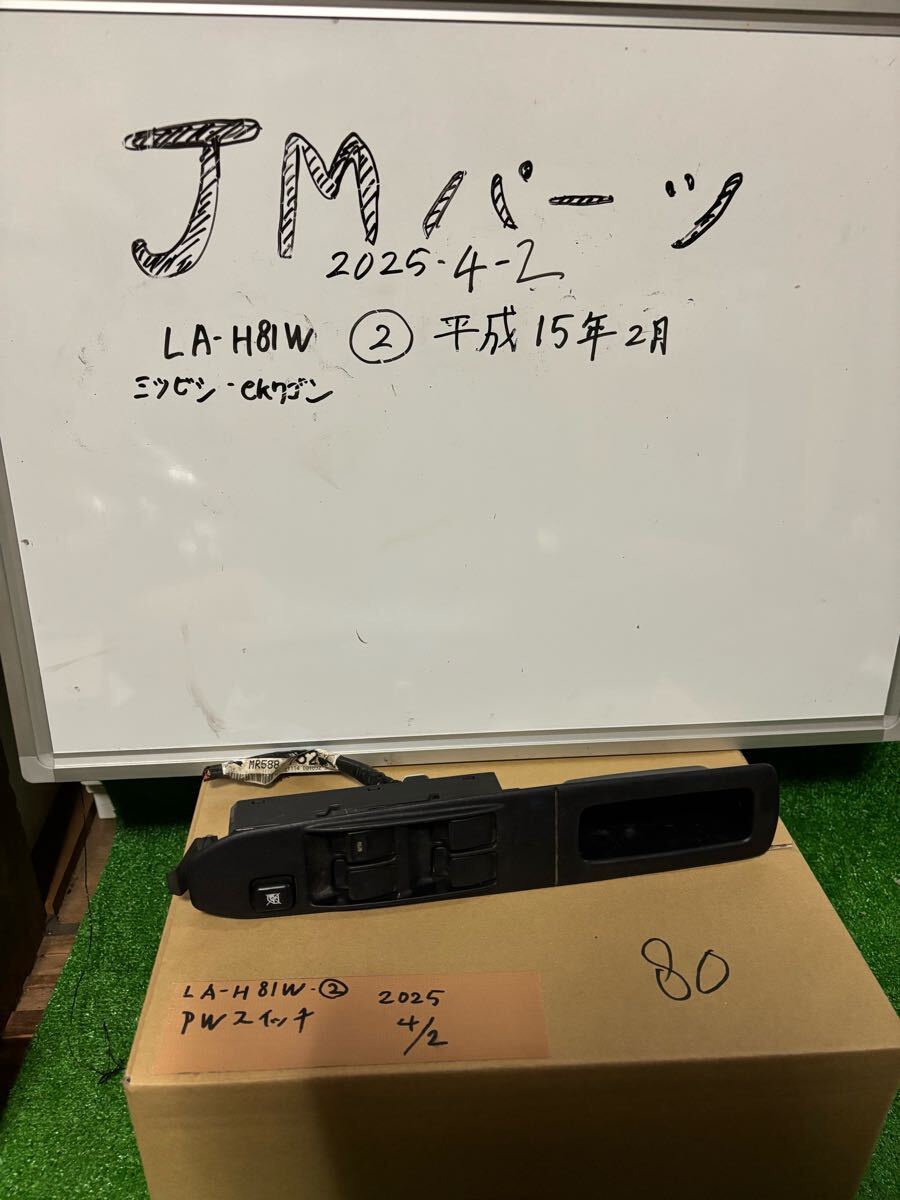 JMパーツ
2025-4-2
LA-H81W ② 平成15年2月
ミツビシ-ekワゴン
MR588
LA-H81W-② 2025
PWスイッチ 4/2
80